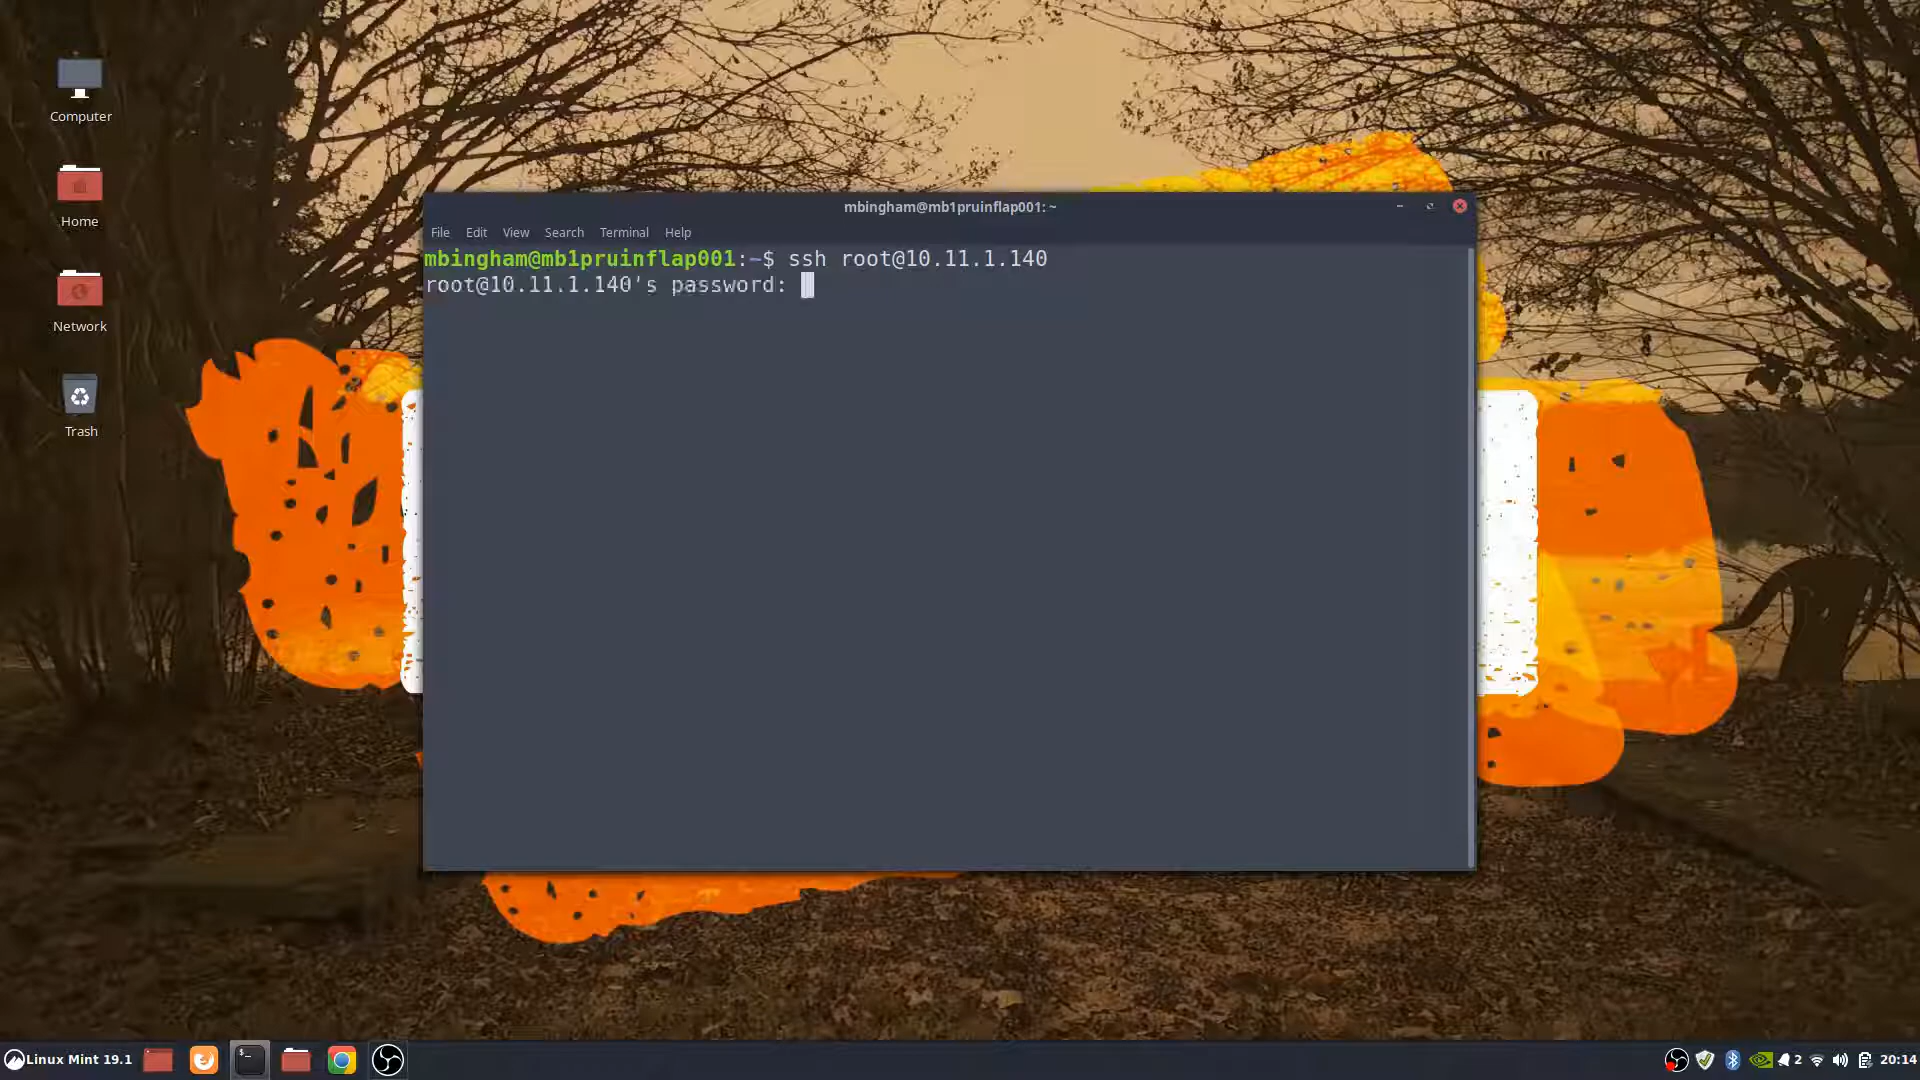 Computer
Home
Network
Trash
mbingham@mb1pruinflap001: ~
File Edit View Search Terminal Help
mbingham@mb1pruinflap001:~$ ssh root@10.11.1.140
root@10.11.1.140's password:
Linux Mint 19.1
2
20:14